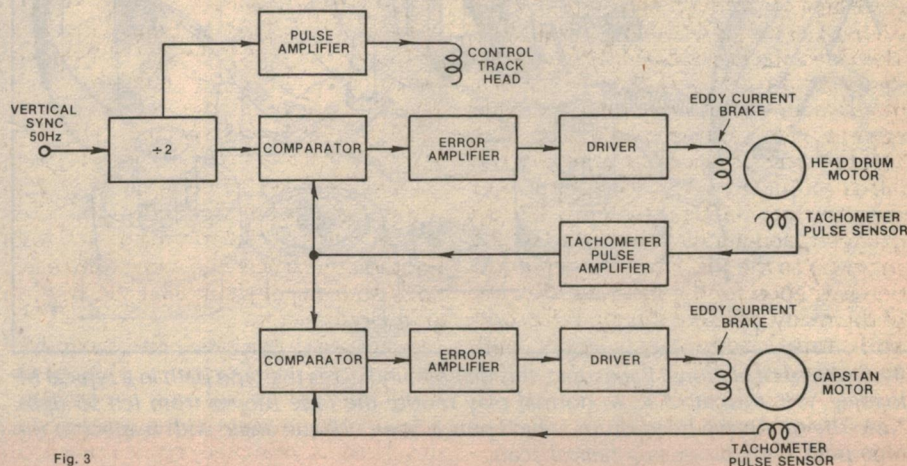 PULSE
AMPLIFIER
CONTROL
TRACK
HEAD
VERTICAL
SYNC
50Hz
÷2
COMPARATOR
ERROR
AMPLIFIER
DRIVER
EDDY CURRENT
BRAKE
HEAD DRUM
MOTOR
TACHOMETER
PULSE SENSOR
TACHOMETER
PULSE
AMPLIFIER
COMPARATOR
ERROR
AMPLIFIER
DRIVER
EDDY CURRENT
BRAKE
CAPSTAN
MOTOR
TACHOMETER
PULSE SENSOR
Fig. 3